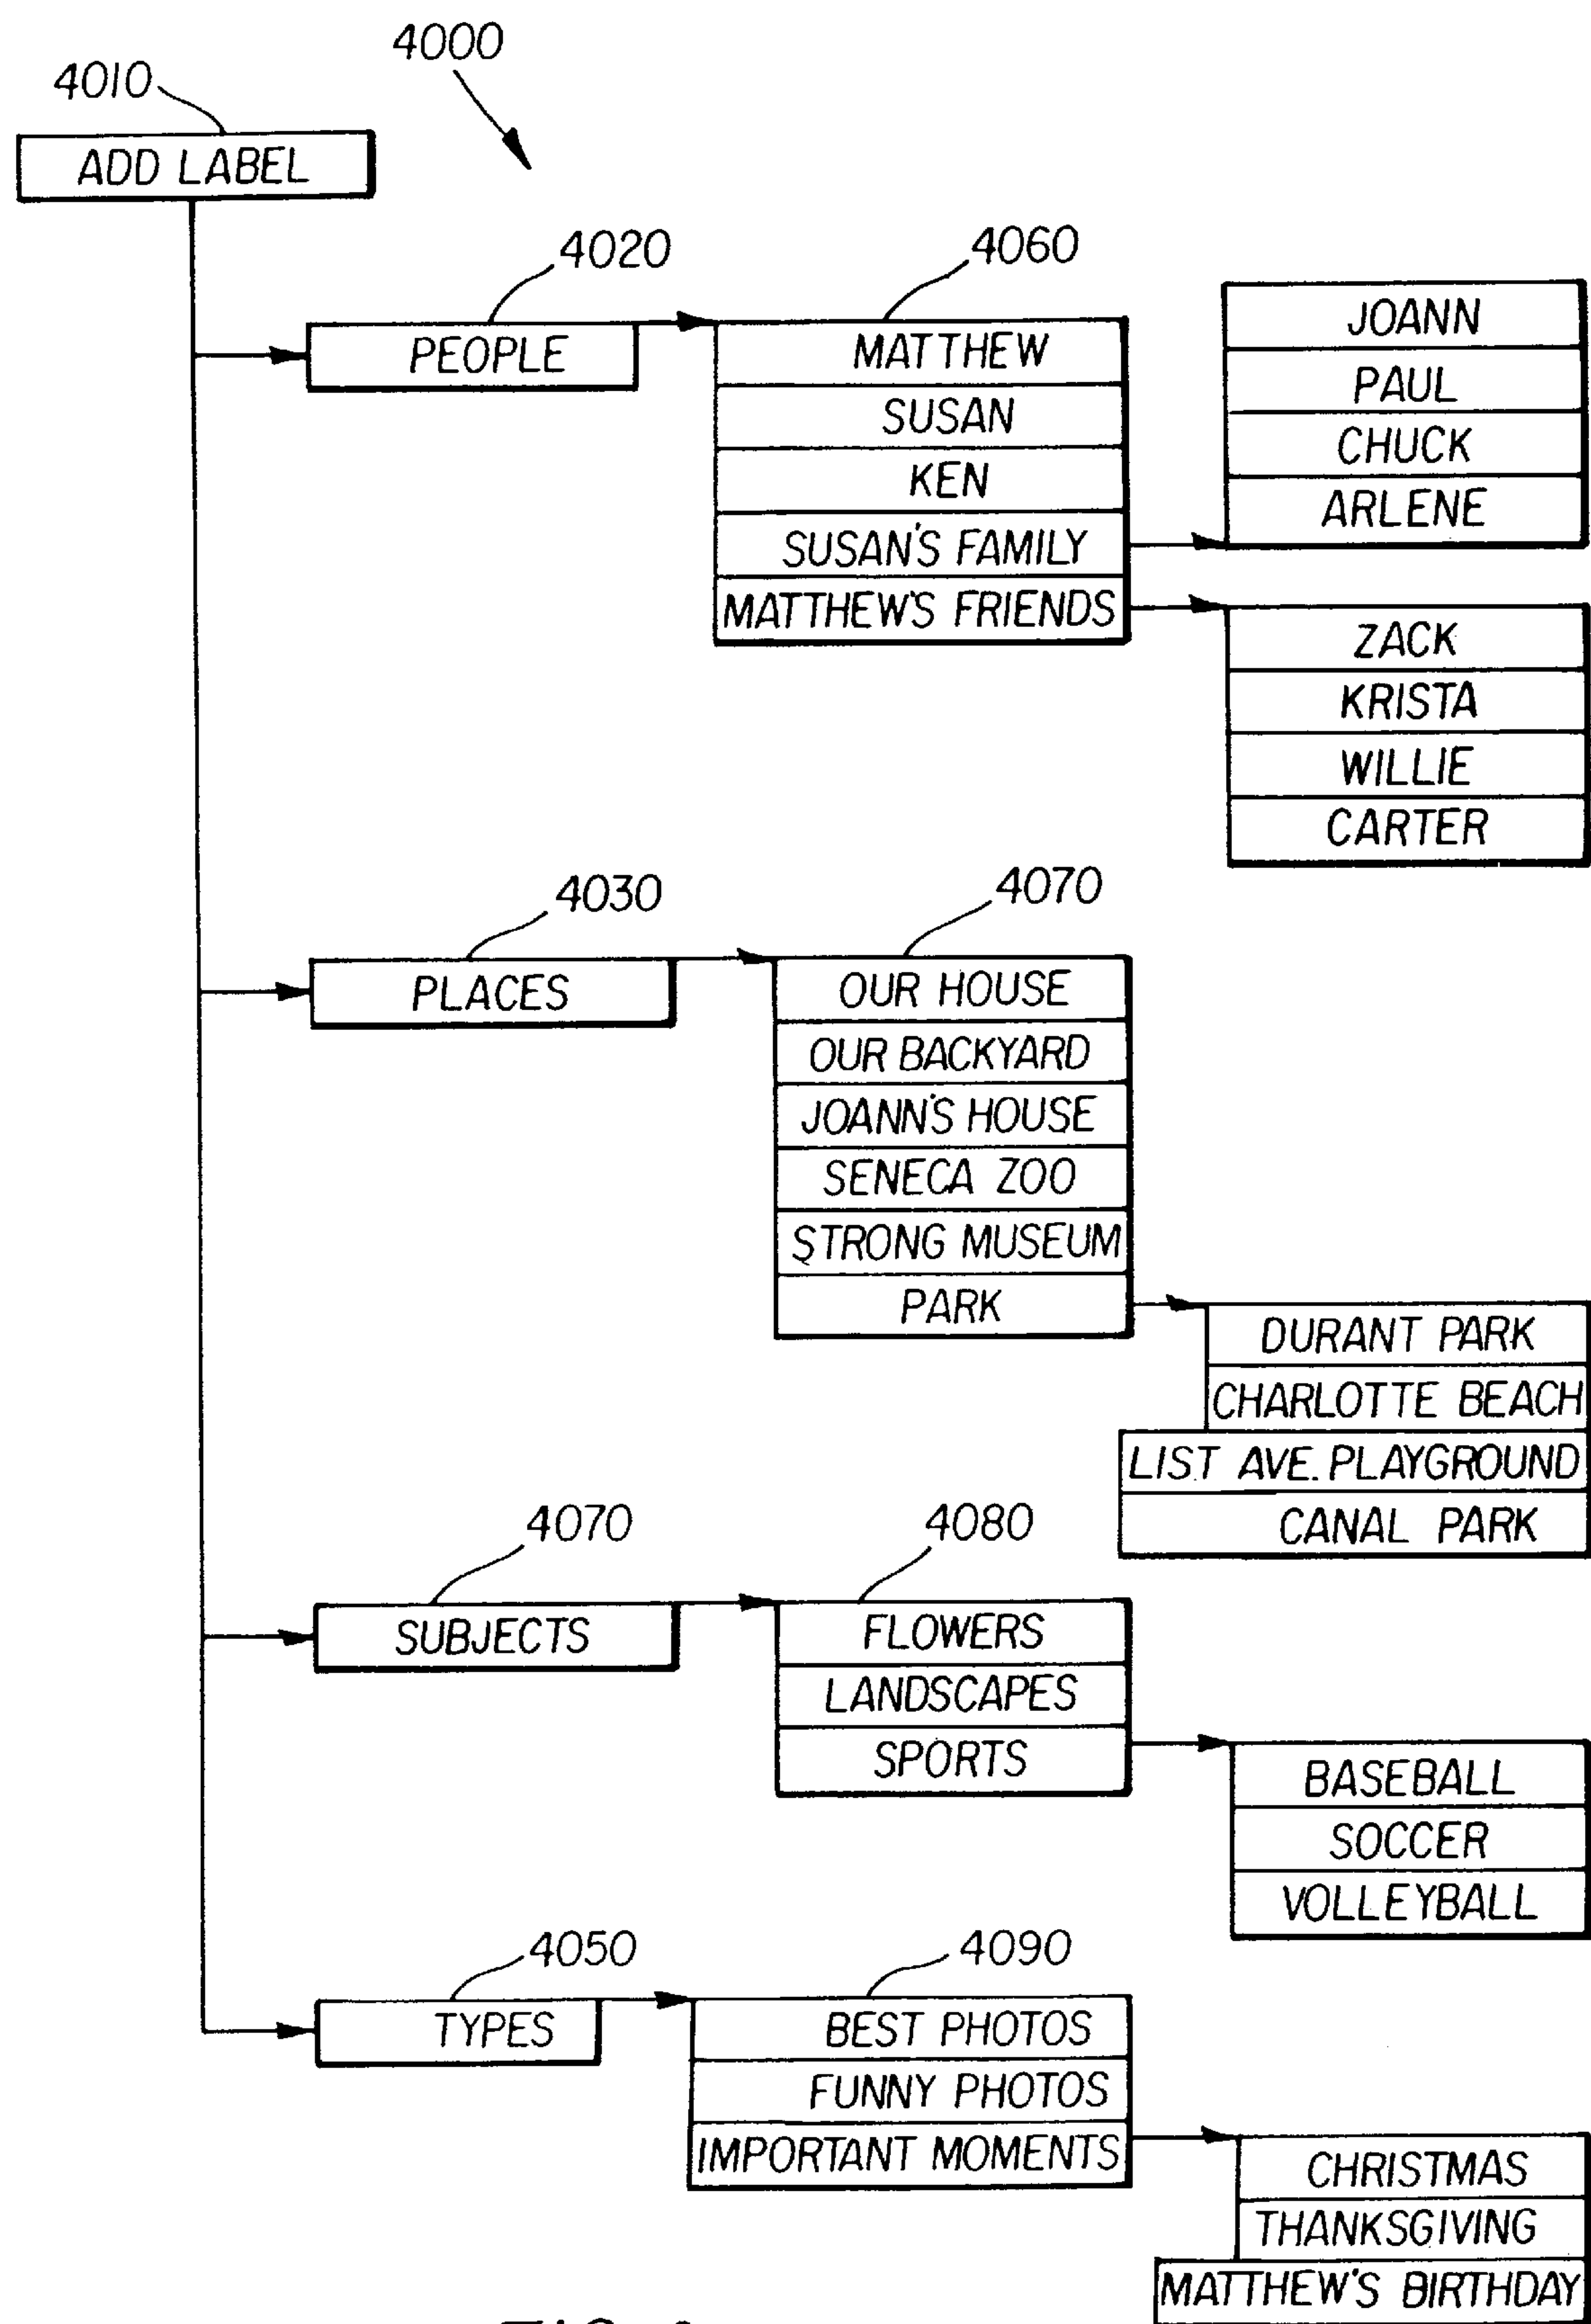 4000
4010
ADD LABEL
4020
4060
PEOPLE
MATTHEW
SUSAN
KEN
SUSAN'S FAMILY
MATTHEW'S FRIENDS
JOANN
PAUL
CHUCK
ARLENE
ZACK
KRISTA
WILLIE
CARTER
4030
4070
PLACES
OUR HOUSE
OUR BACKYARD
JOANN'S HOUSE
SENECA ZOO
STRONG MUSEUM
PARK
DURANT PARK
CHARLOTTE BEACH
LIST AVE. PLAYGROUND
CANAL PARK
4070
4080
SUBJECTS
FLOWERS
LANDSCAPES
SPORTS
BASEBALL
SOCCER
VOLLEYBALL
4050
4090
TYPES
BEST PHOTOS
FUNNY PHOTOS
IMPORTANT MOMENTS
CHRISTMAS
THANKSGIVING
MATTHEW'S BIRTHDAY